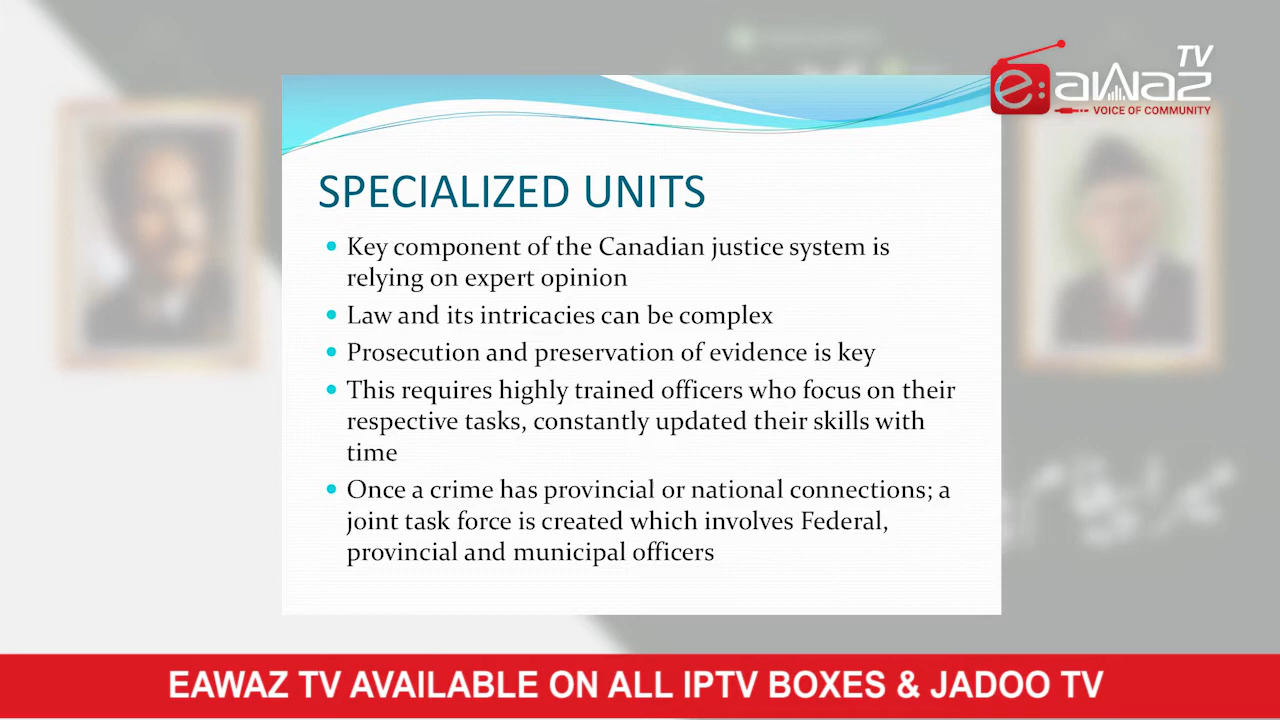 TV
e:awaz
VOICE OF COMMUNITY
SPECIALIZED UNITS
• Key component of the Canadian justice system is
relying on expert opinion
• Law and its intricacies can be complex
• Prosecution and preservation of evidence is key
• This requires highly trained officers who focus on their
respective tasks, constantly updated their skills with
time
• Once a crime has provincial or national connections; a
joint task force is created which involves Federal,
provincial and municipal officers
EAWAZ TV AVAILABLE ON ALL IPTV BOXES & JADOO TV